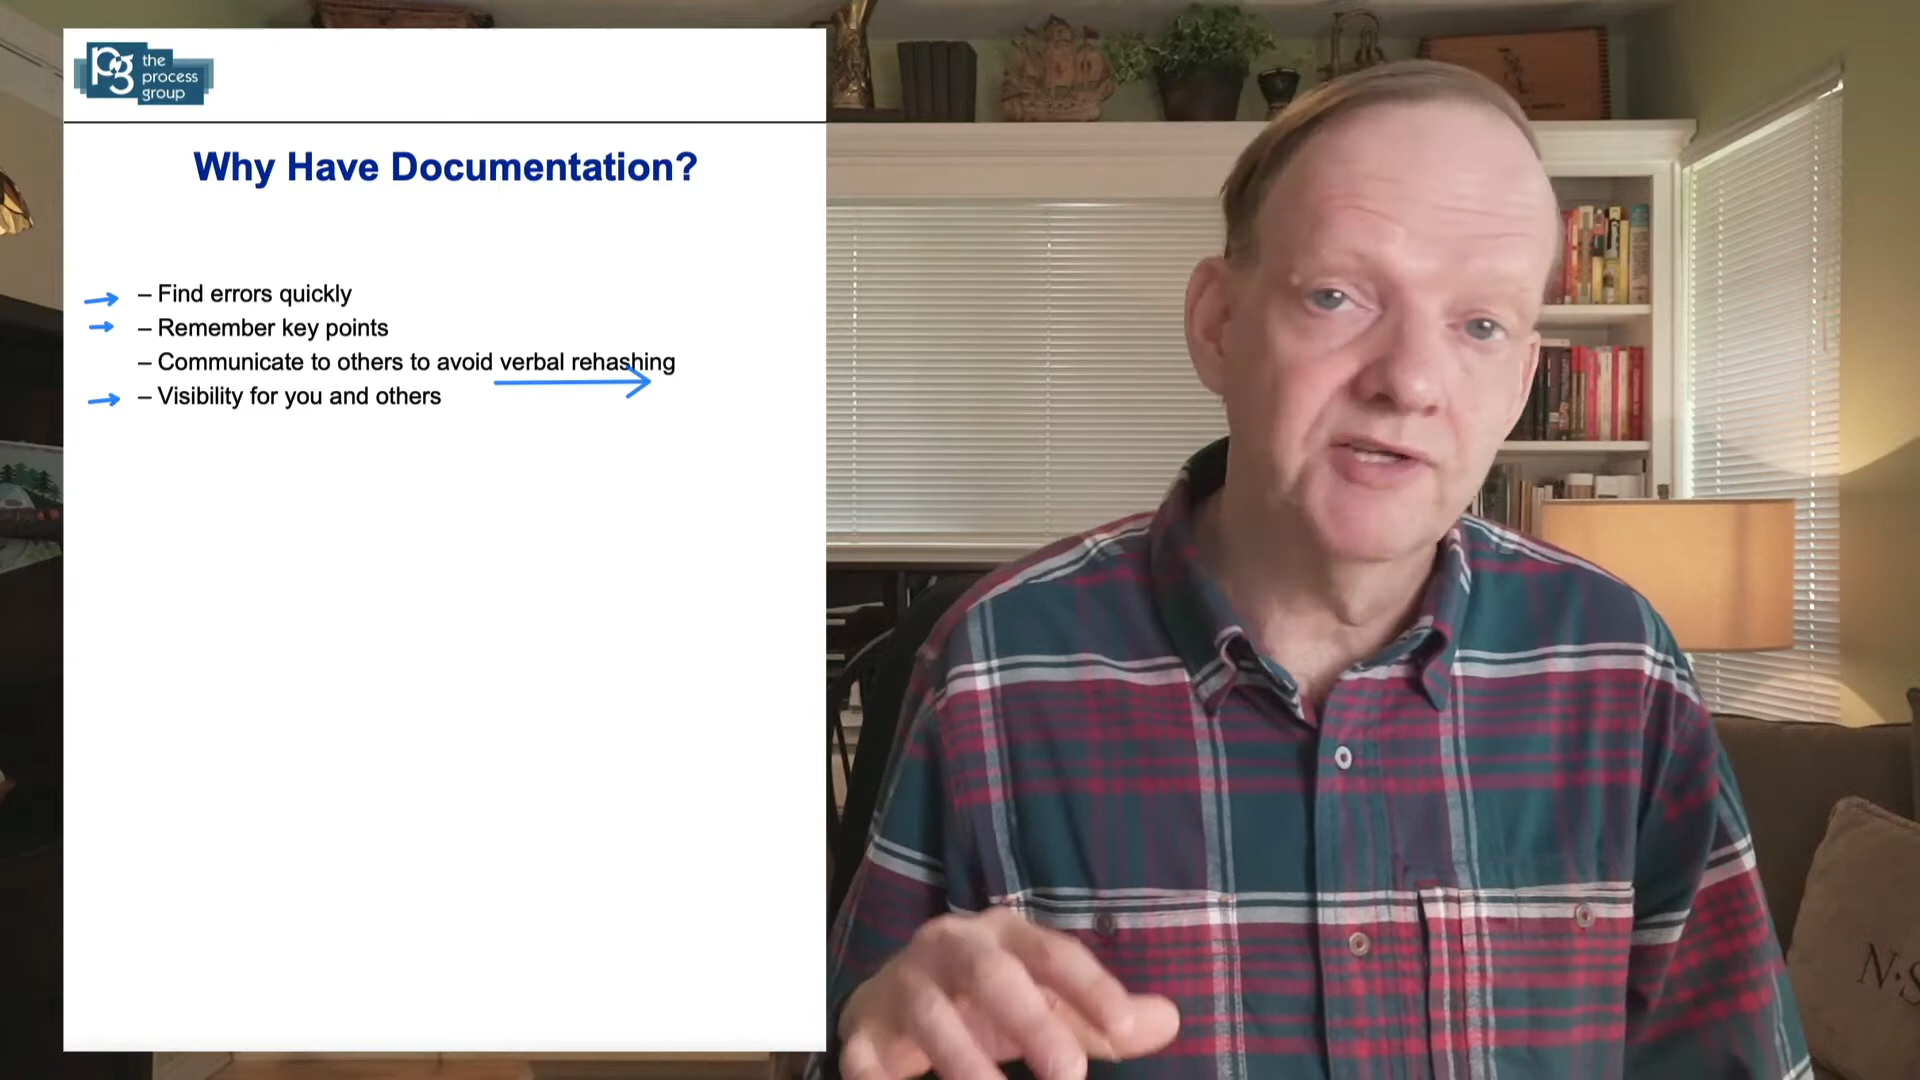 the
process
group
Why Have Documentation?
– Find errors quickly
– Remember key points
– Communicate to others to avoid verbal rehashing
– Visibility for you and others
N·S